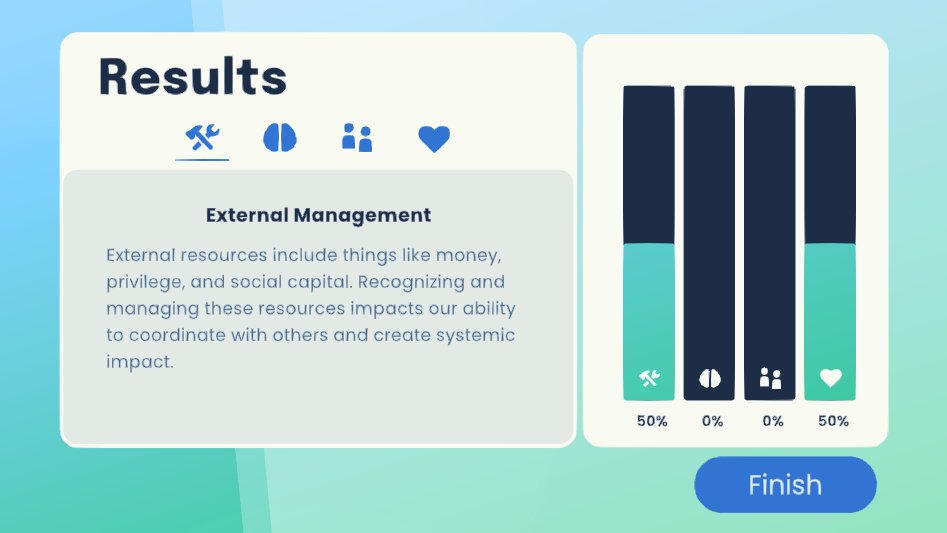 Results
External Management
External resources include things like money,
privilege, and social capital. Recognizing and
managing these resources impacts our ability
to coordinate with others and create systemic
impact.
50% 0% 0% 50%
Finish